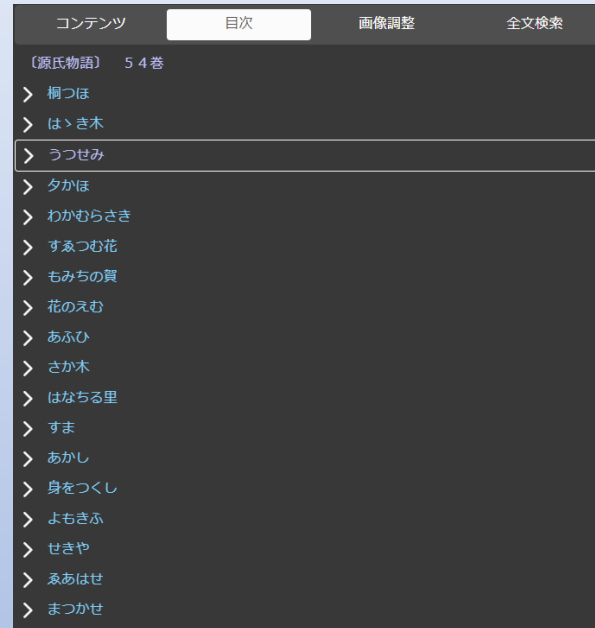 コンテンツ 目次 画像調整 全文検索
〔源氏物語〕　５４巻
桐つほ
はゝき木
うつせみ
夕かほ
わかむらさき
すゑつむ花
もみちの賀
花のえむ
あふひ
さか木
はなちる里
すま
あかし
身をつくし
よもきふ
せきや
ゑあはせ
まつかせ